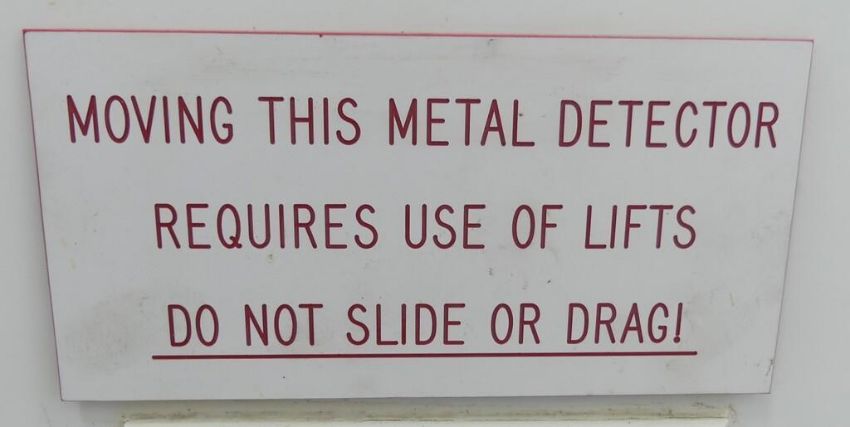 MOVING THIS METAL DETECTOR
REQUIRES USE OF LIFTS
DO NOT SLIDE OR DRAG!